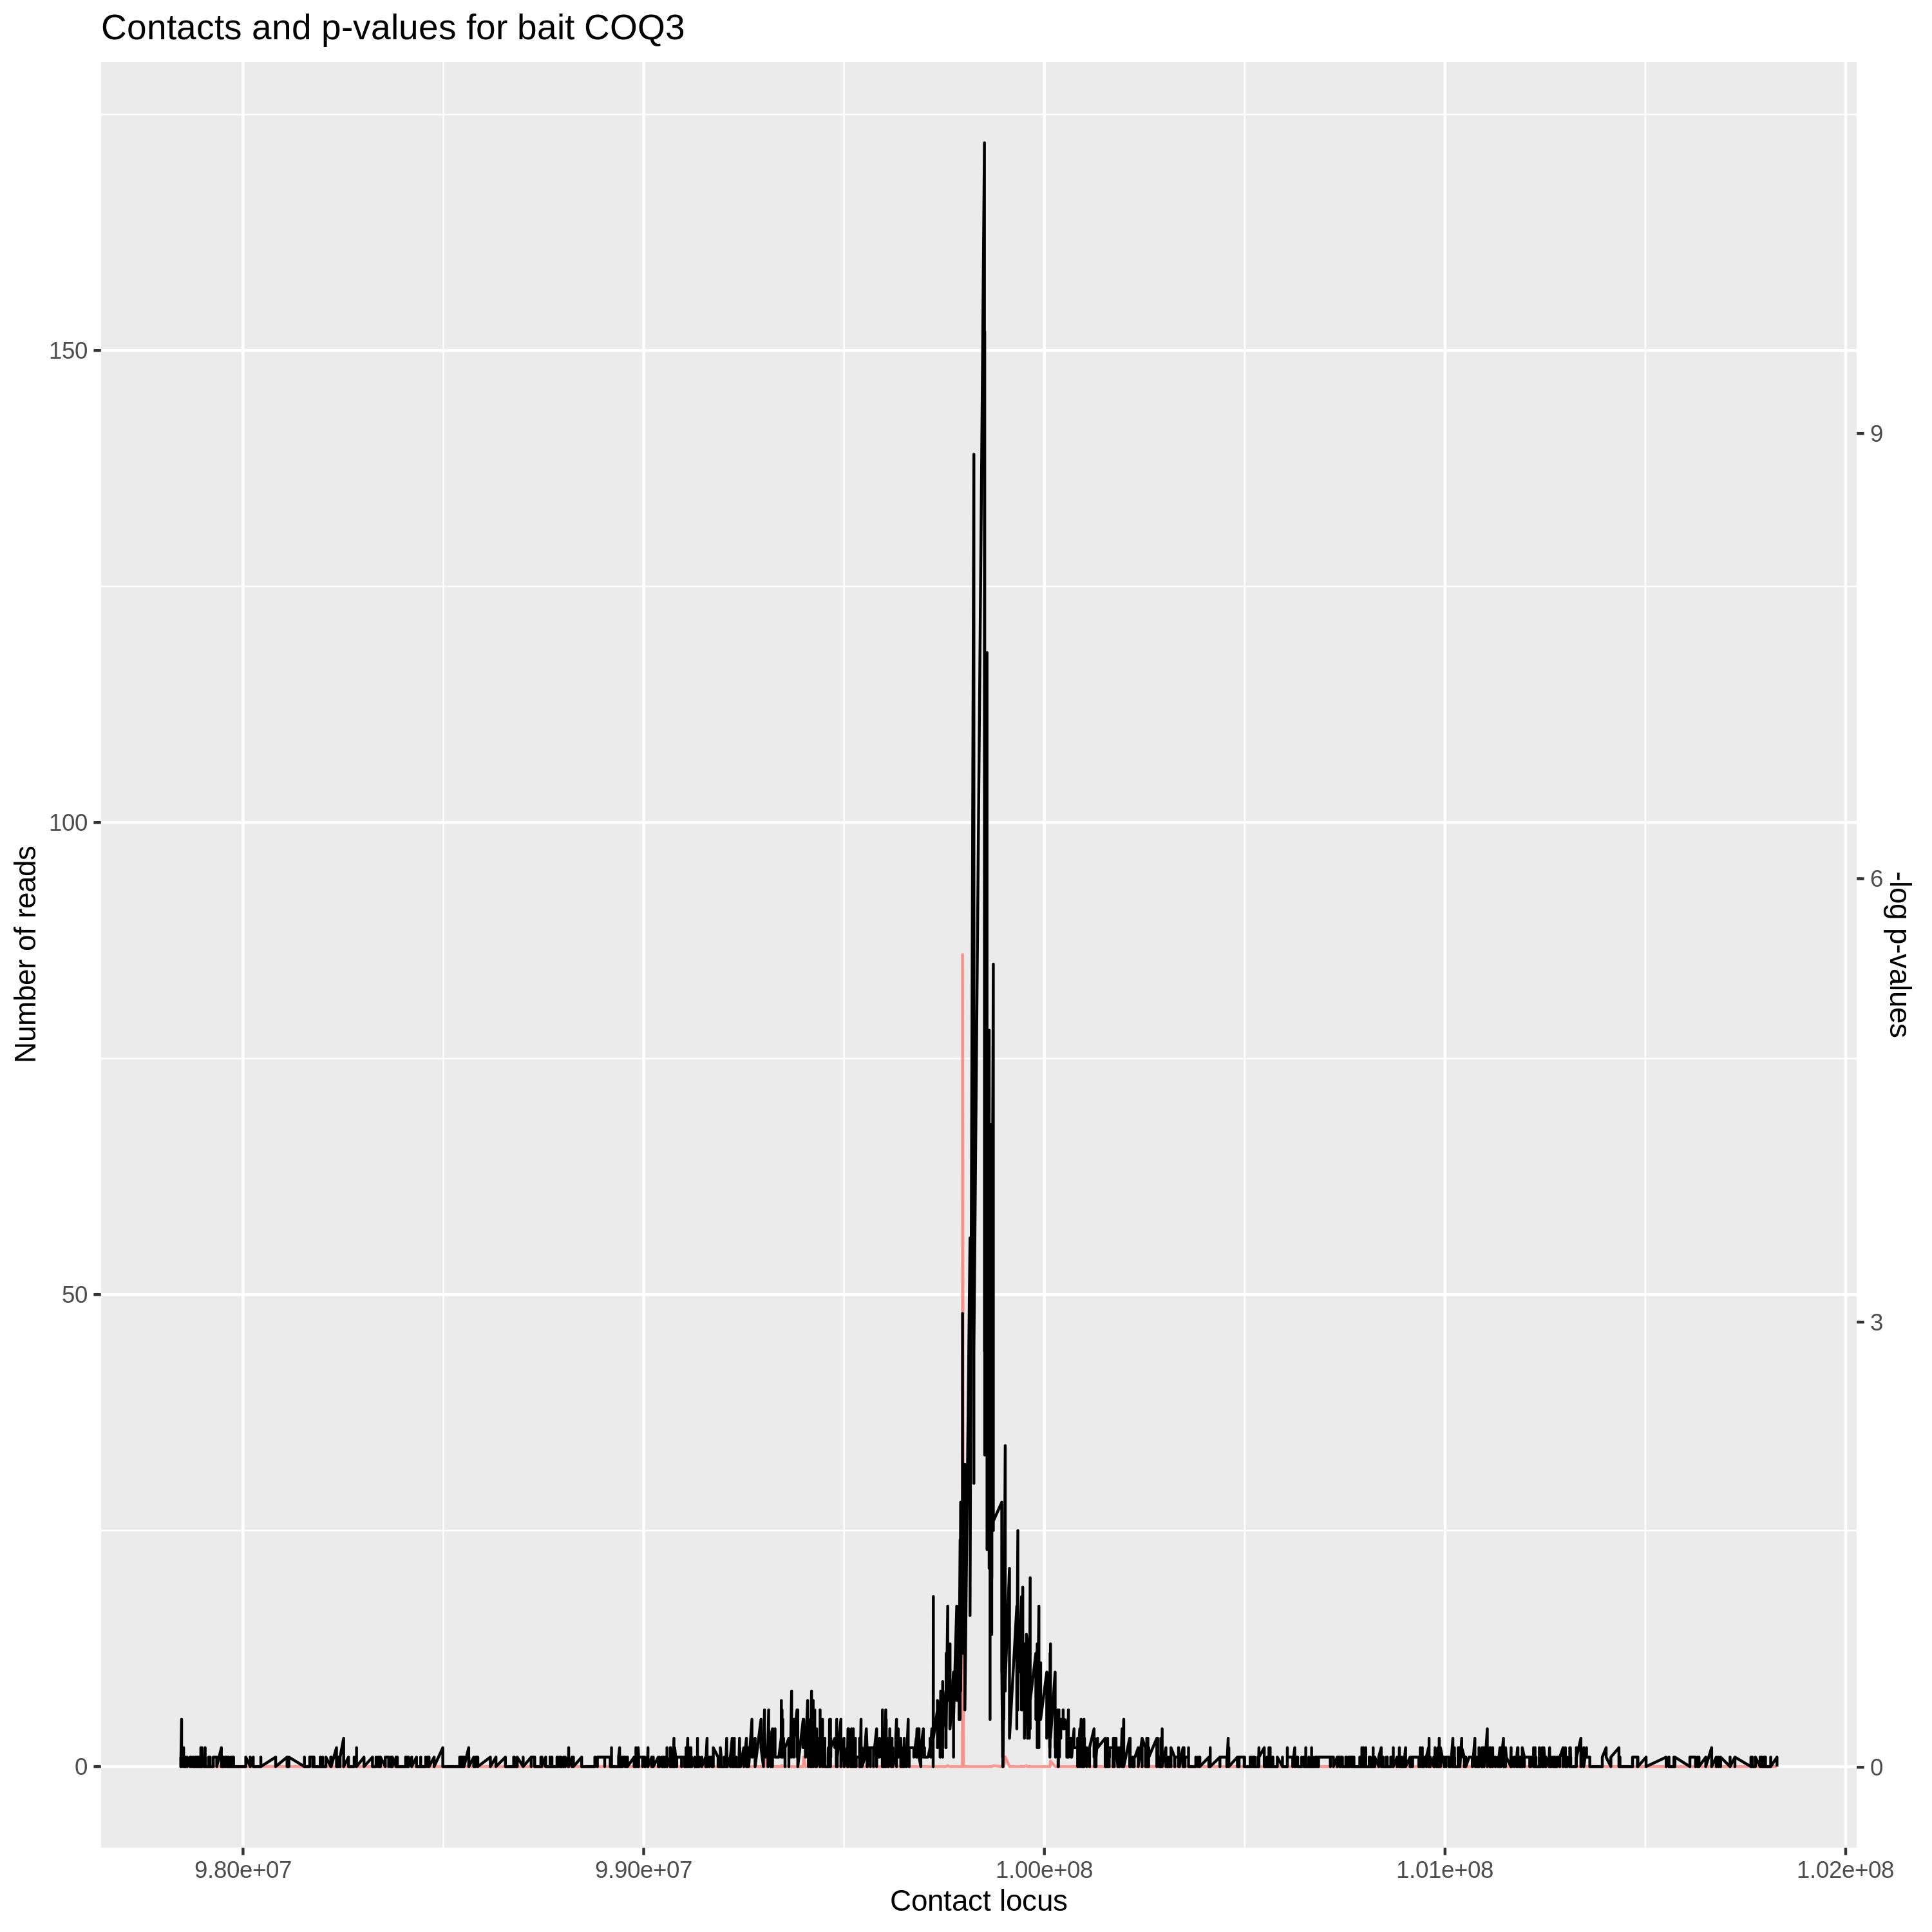 Contacts and p-values for bait COQ3
Number of reads
150
100
50
0
9
6
3
0
-log p-values
9.80e+07
9.90e+07
1.00e+08
1.01e+08
1.02e+08
Contact locus